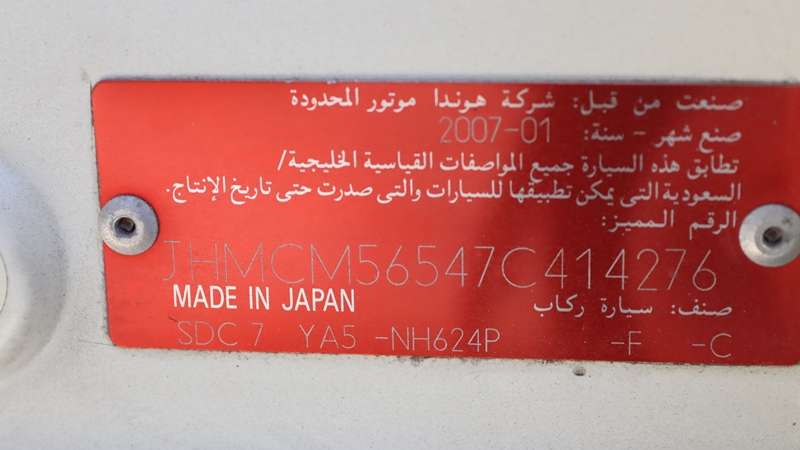 صنعت من قبل: شركة هوندا موتور المحدودة
صنع شهر - سنة: 2007-01
تطابق هذه السيارة جميع المواصفات القياسية الخليجية/
السعودية التى يمكن تطبيقها للسيارات والتى صدرت حتى تاريخ الإنتاج.
الرقم المميز:
JHMCM56547C414276
MADE IN JAPAN صنف: سيارة ركاب
SDC7 YA5 -NH624P -F -C